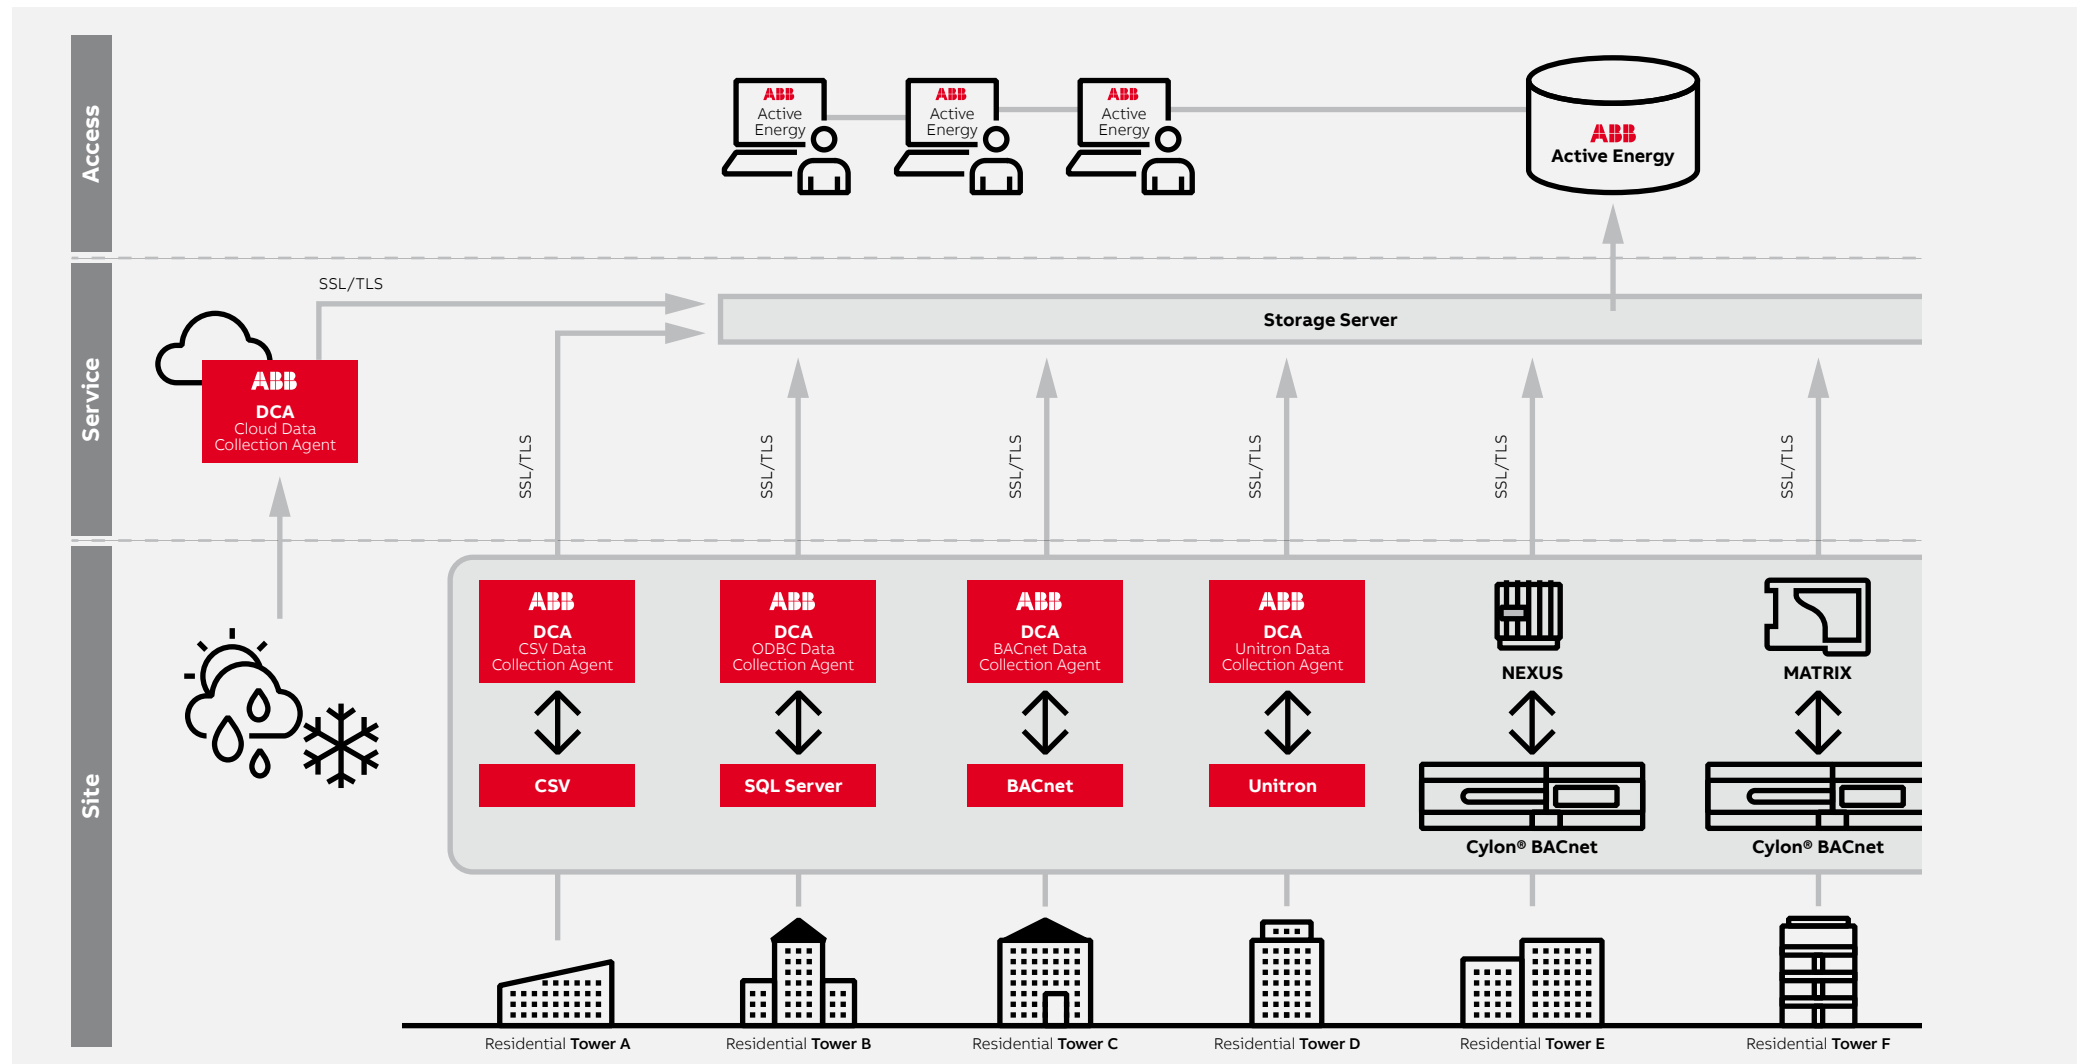 Access
ABB
Active
Energy
ABB
Active
Energy
ABB
Active
Energy
ABB
Active Energy
Service
SSL/TLS
Storage Server
ABB
DCA
Cloud Data
Collection Agent
SSL/TLS
SSL/TLS
SSL/TLS
SSL/TLS
SSL/TLS
SSL/TLS
Site
ABB
DCA
CSV Data
Collection Agent
CSV
ABB
DCA
ODBC Data
Collection Agent
SQL Server
ABB
DCA
BACnet Data
Collection Agent
BACnet
ABB
DCA
Unitron Data
Collection Agent
Unitron
NEXUS
Cylon® BACnet
MATRIX
Cylon® BACnet
Residential Tower A
Residential Tower B
Residential Tower C
Residential Tower D
Residential Tower E
Residential Tower F